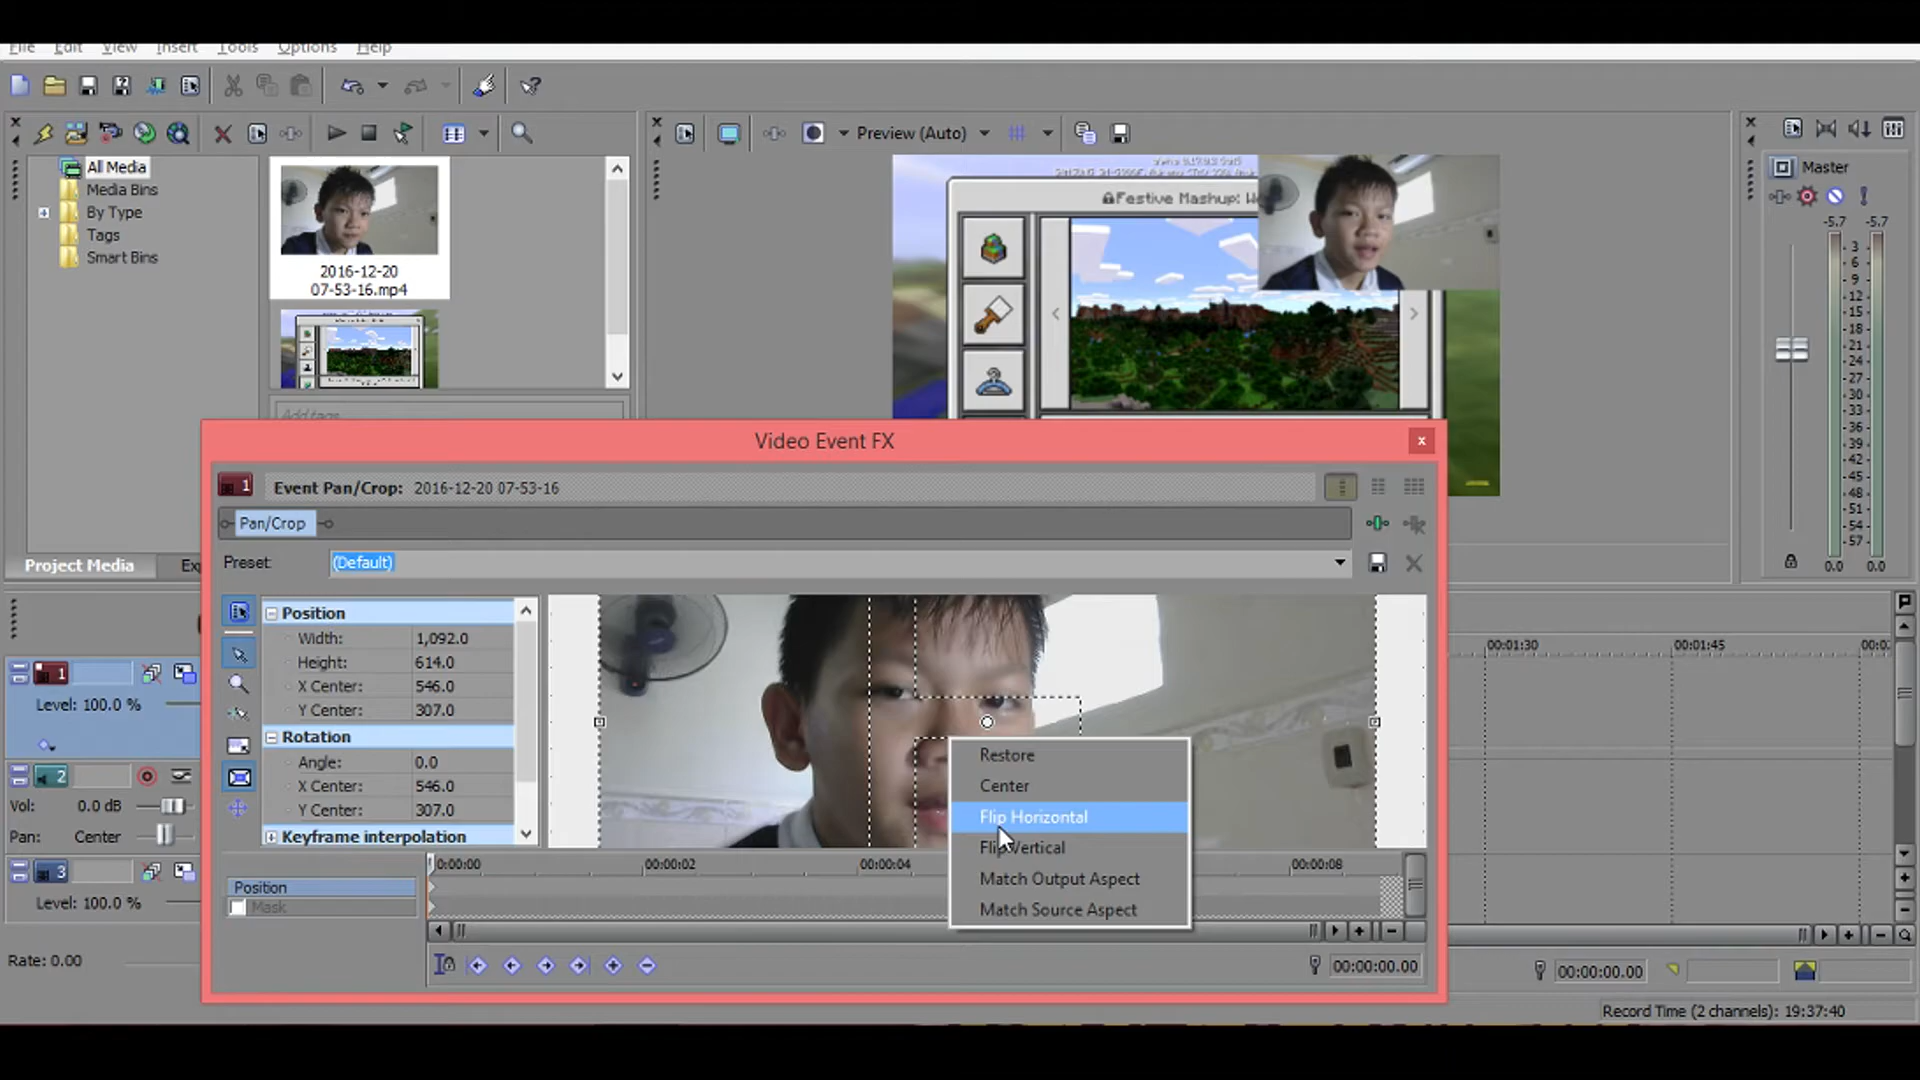 File Edit View Insert Tools Options Help
Preview (Auto)
All Media
Media Bins
By Type
Tags
Smart Bins
2016-12-20
07-53-16.mp4
Add tags
Festive Mashup:
Master
-5.7 -5.7
3
6
9
12
15
18
21
24
27
30
33
36
39
42
45
48
51
54
57
0.0 0.0
Project Media
Video Event FX
1 Event Pan/Crop: 2016-12-20 07-53-16
Pan/Crop
Preset: (Default)
Position
Width: 1,092.0
Height: 614.0
X Center: 546.0
Y Center: 307.0
Rotation
Angle: 0.0
X Center: 546.0
Y Center: 307.0
Keyframe interpolation
Restore
Center
Flip Horizontal
Flip Vertical
Match Output Aspect
Match Source Aspect
0:00:00 00:00:02 00:00:04 00:00:08
Position
Mask
00:00:00.00
1
Level: 100.0 %
2
Vol: 0.0 dB
Pan: Center
3
Level: 100.0 %
Rate: 0.00
00:01:30 00:01:45
00:00:00.00
Record Time (2 channels): 19:37:40